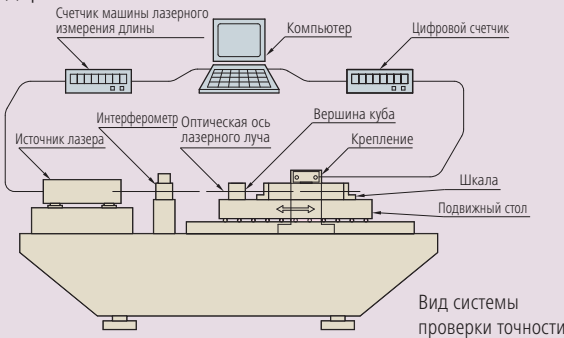 Счетчик машины лазерного
измерения длины
Компьютер
Цифровой счетчик
Интерферометр
Оптическая ось
лазерного луча
Вершина куба
Источник лазера
Крепление
Шкала
Подвижный стол
Вид системы
проверки точности